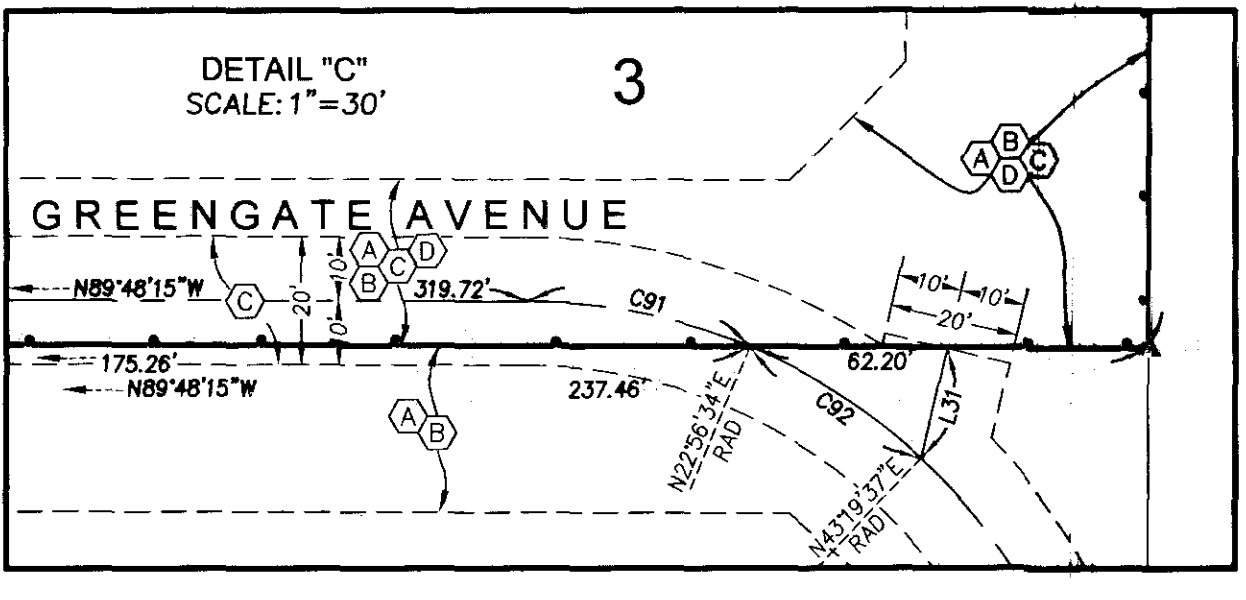 DETAIL "C"
SCALE: 1"=30'
3
B
A C
D
GREENGATE AVENUE
A D
B C
10'
20'
10'
C
N89°48'15"W
319.72'
C91
10'
10'
20'
175.26'
62.20'
N89°48'15"W
237.46'
A B
C92
L31
N22°56'34"E
RAD
N43°19'37"E
RAD